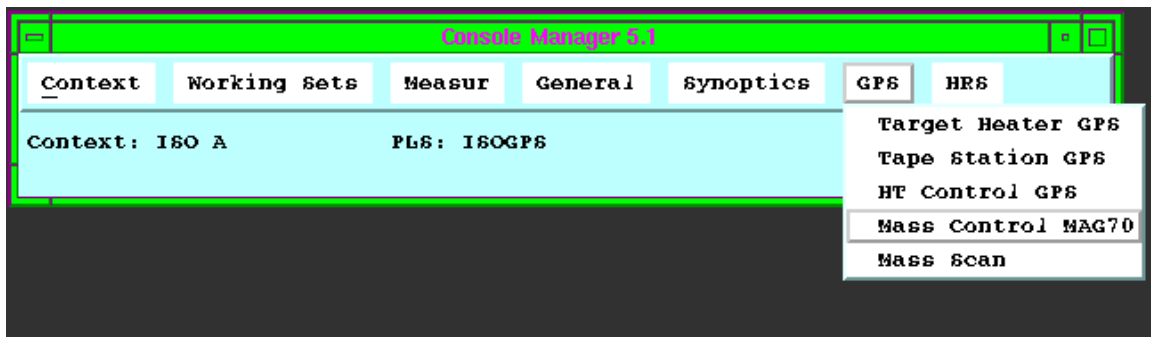 Console Manager 5.1
Context Working Sets Measur General Synoptics GPS HRS
Context: ISO A PLS: ISOGPS
Target Heater GPS
Tape Station GPS
HT Control GPS
Mass Control MAG70
Mass Scan